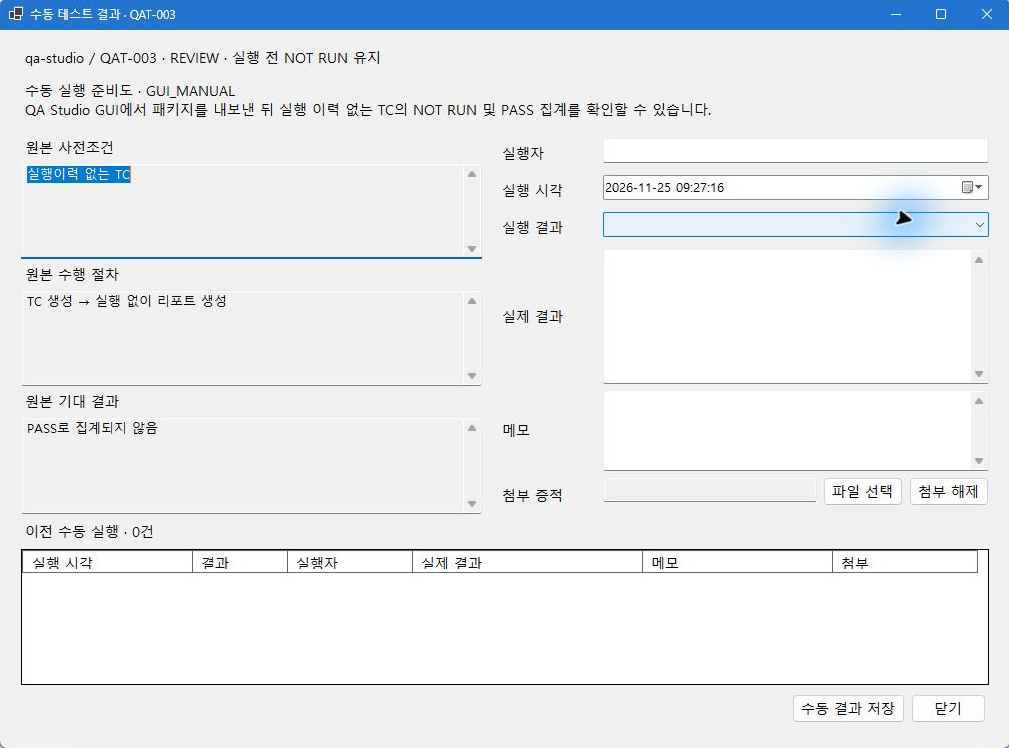 수동 테스트 결과 · QAT-003
qa-studio / QAT-003 · REVIEW · 실행 전 NOT RUN 유지
수동 실행 준비도 · GUI_MANUAL
QA Studio GUI에서 패키지를 내보낸 뒤 실행 이력 없는 TC의 NOT RUN 및 PASS 집계를 확인할 수 있습니다.
원본 사전조건
실행이력 없는 TC
원본 수행 절차
TC 생성 → 실행 없이 리포트 생성
원본 기대 결과
PASS로 집계되지 않음
실행자
실행 시각
2026-11-25 09:27:16
실행 결과
실제 결과
메모
첨부 증적
파일 선택
첨부 해제
이전 수동 실행 · 0건
실행 시각 결과 실행자 실제 결과 메모 첨부
수동 결과 저장
닫기